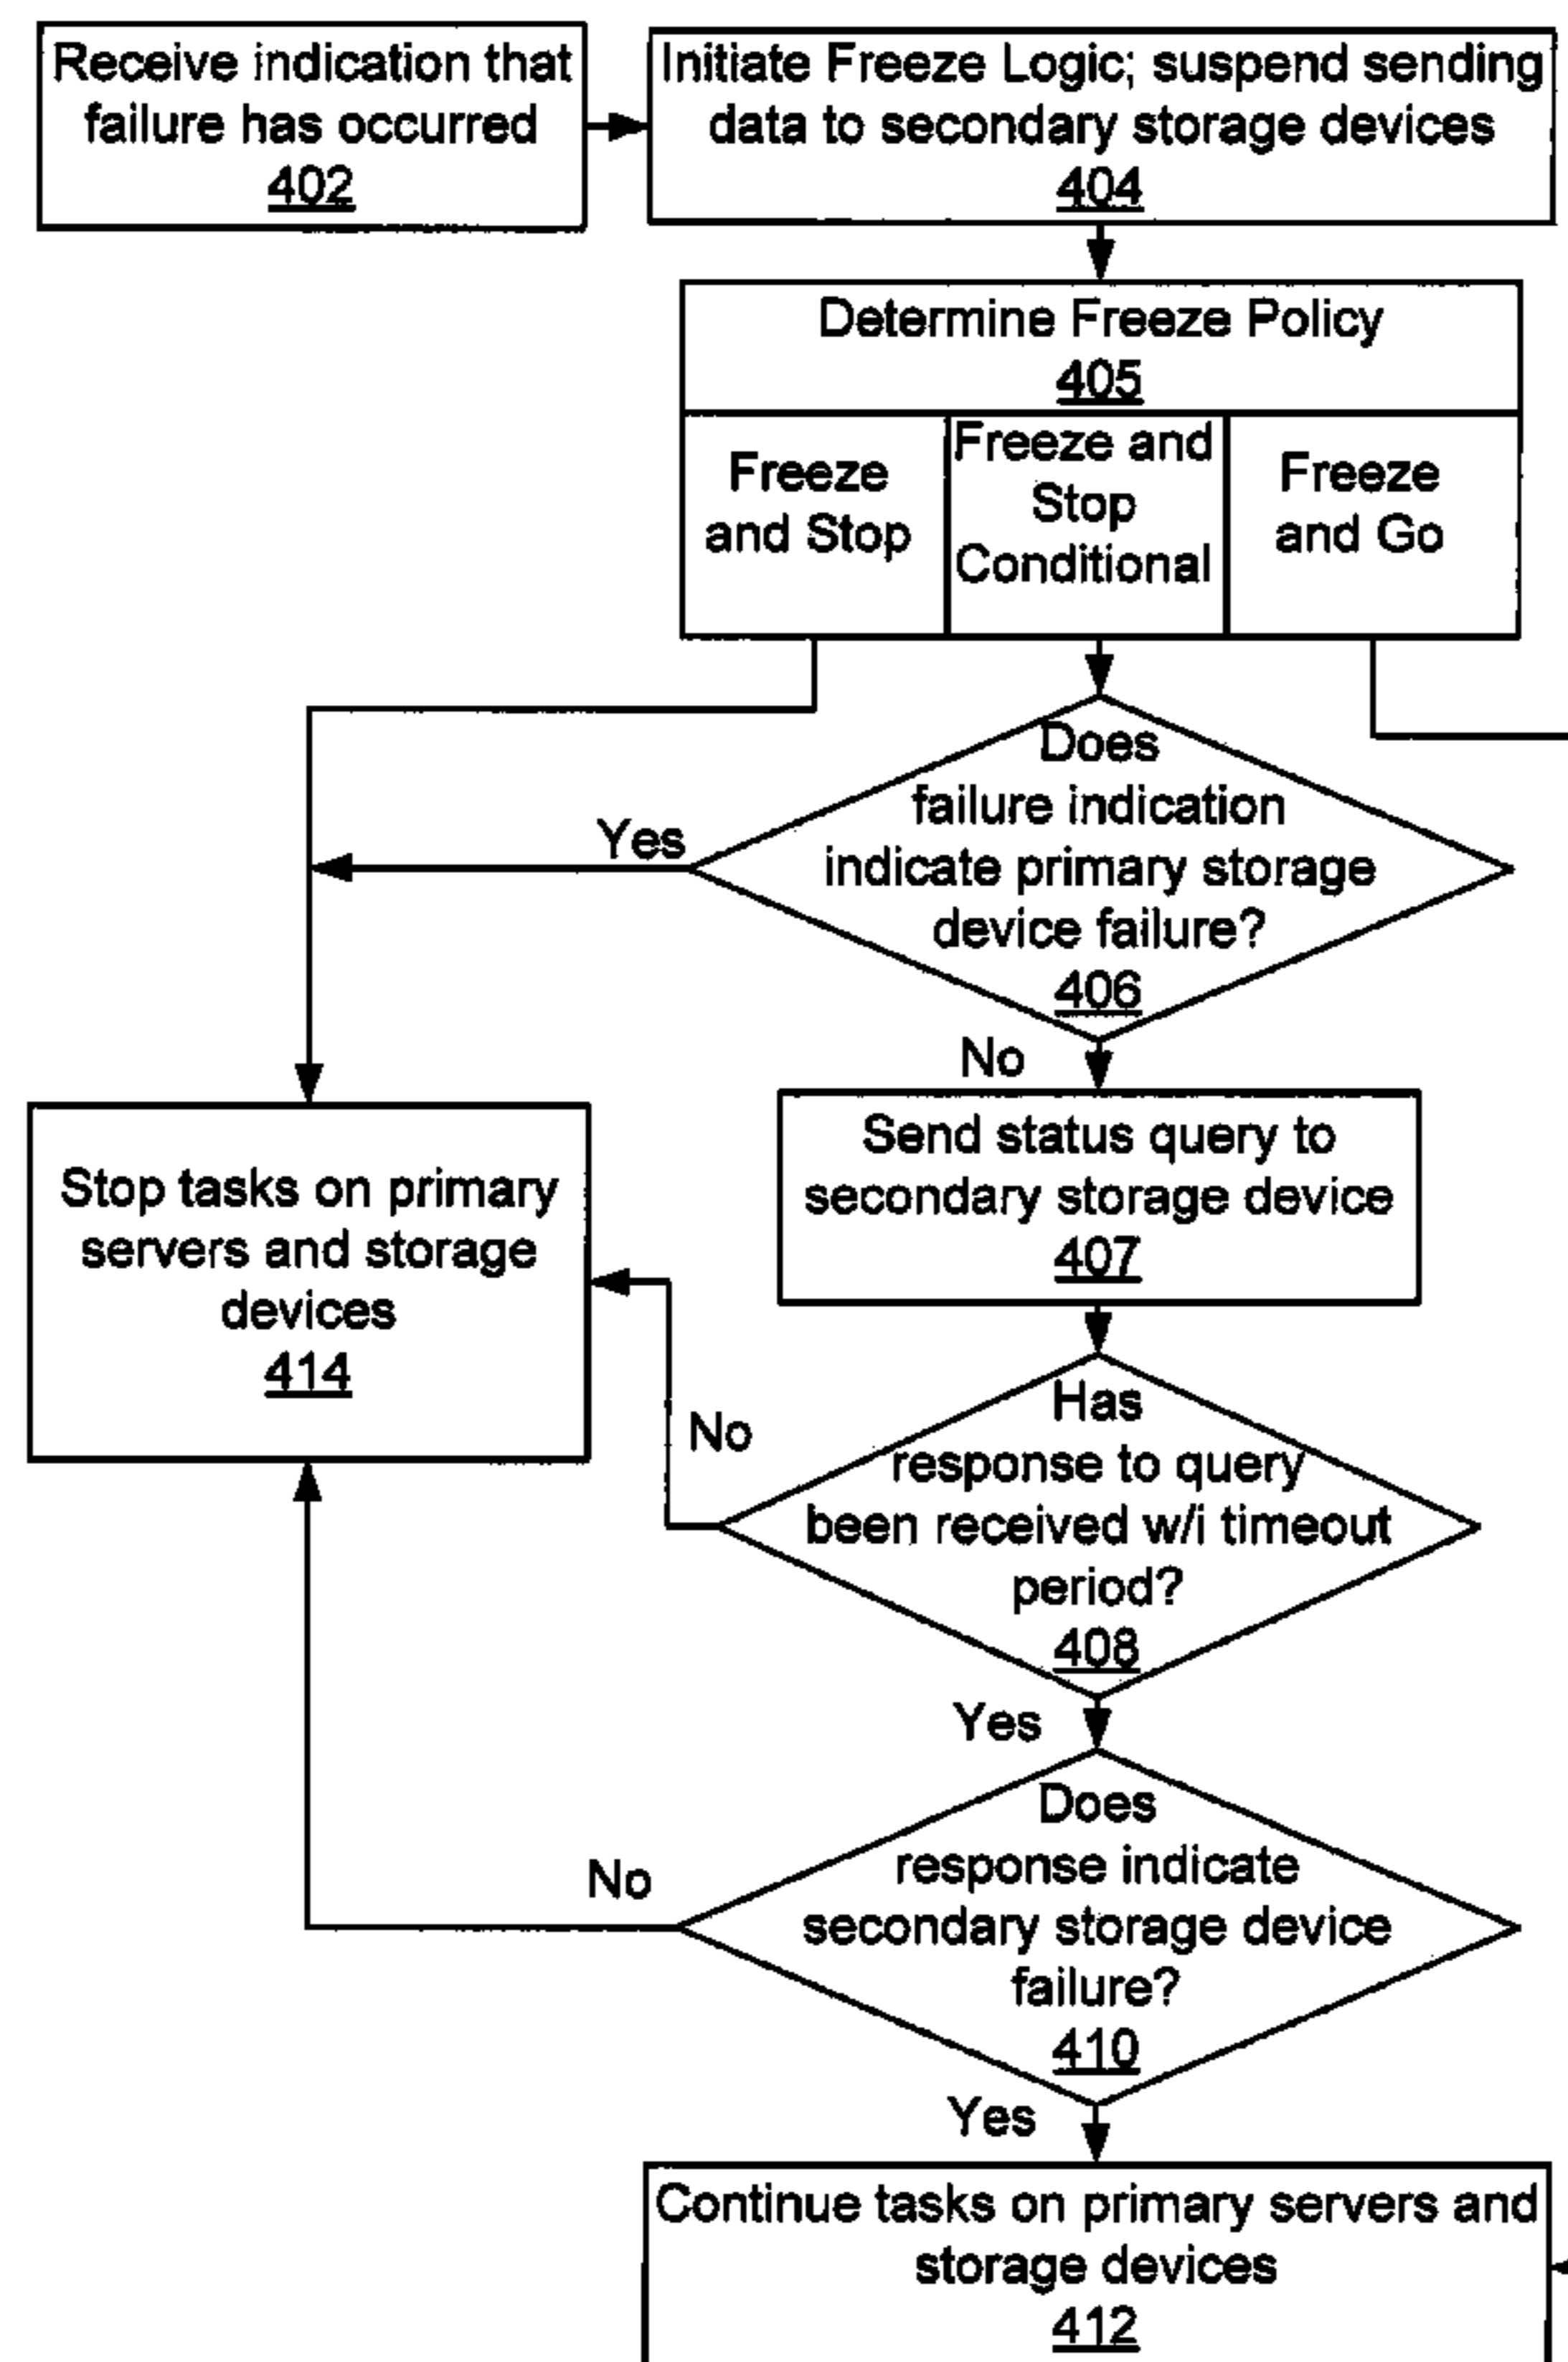 Receive indication that
failure has occurred
402
Initiate Freeze Logic; suspend sending
data to secondary storage devices
404
Determine Freeze Policy
405
Freeze
and Stop
Freeze and
Stop
Conditional
Freeze
and Go
Does
failure indication
indicate primary storage
device failure?
406
Yes
No
Send status query to
secondary storage device
407
Stop tasks on primary
servers and storage
devices
414
Has
response to query
been received w/i timeout
period?
408
No
Yes
Does
response indicate
secondary storage device
failure?
410
No
Yes
Continue tasks on primary servers and
storage devices
412